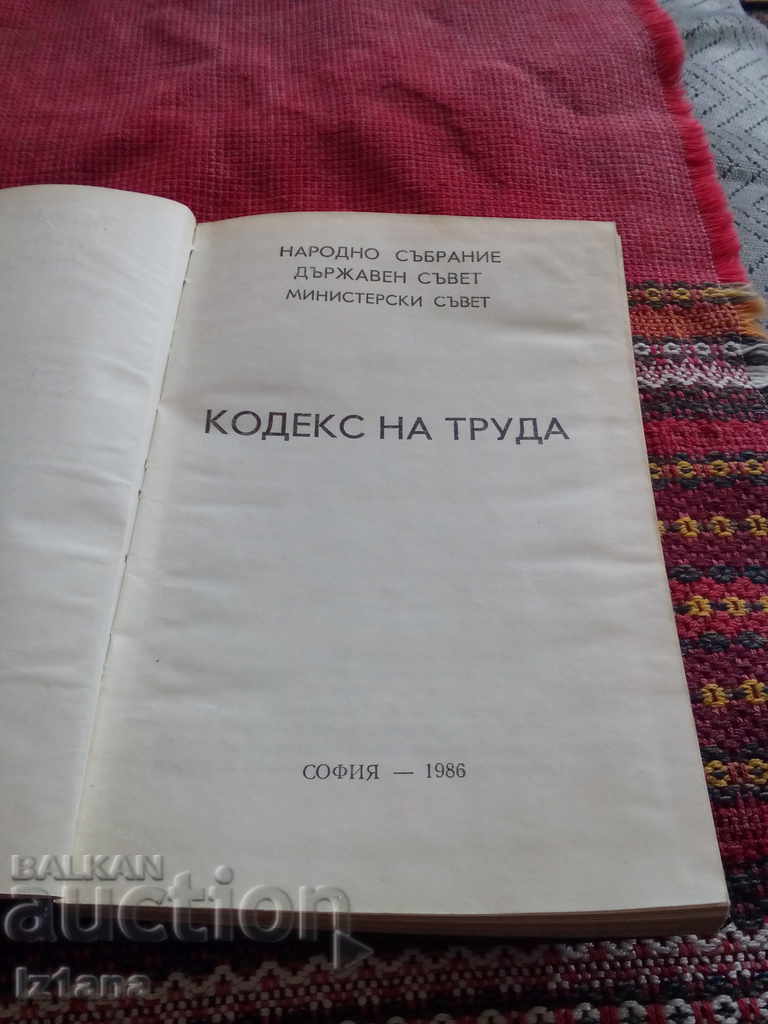 НАРОДНО СЪБРАНИЕ
ДЪРЖАВЕН СЪВЕТ
МИНИСТЕРСКИ СЪВЕТ
КОДЕКС НА ТРУДА
СОФИЯ — 1986
BALKAN
auction
Iz1ana